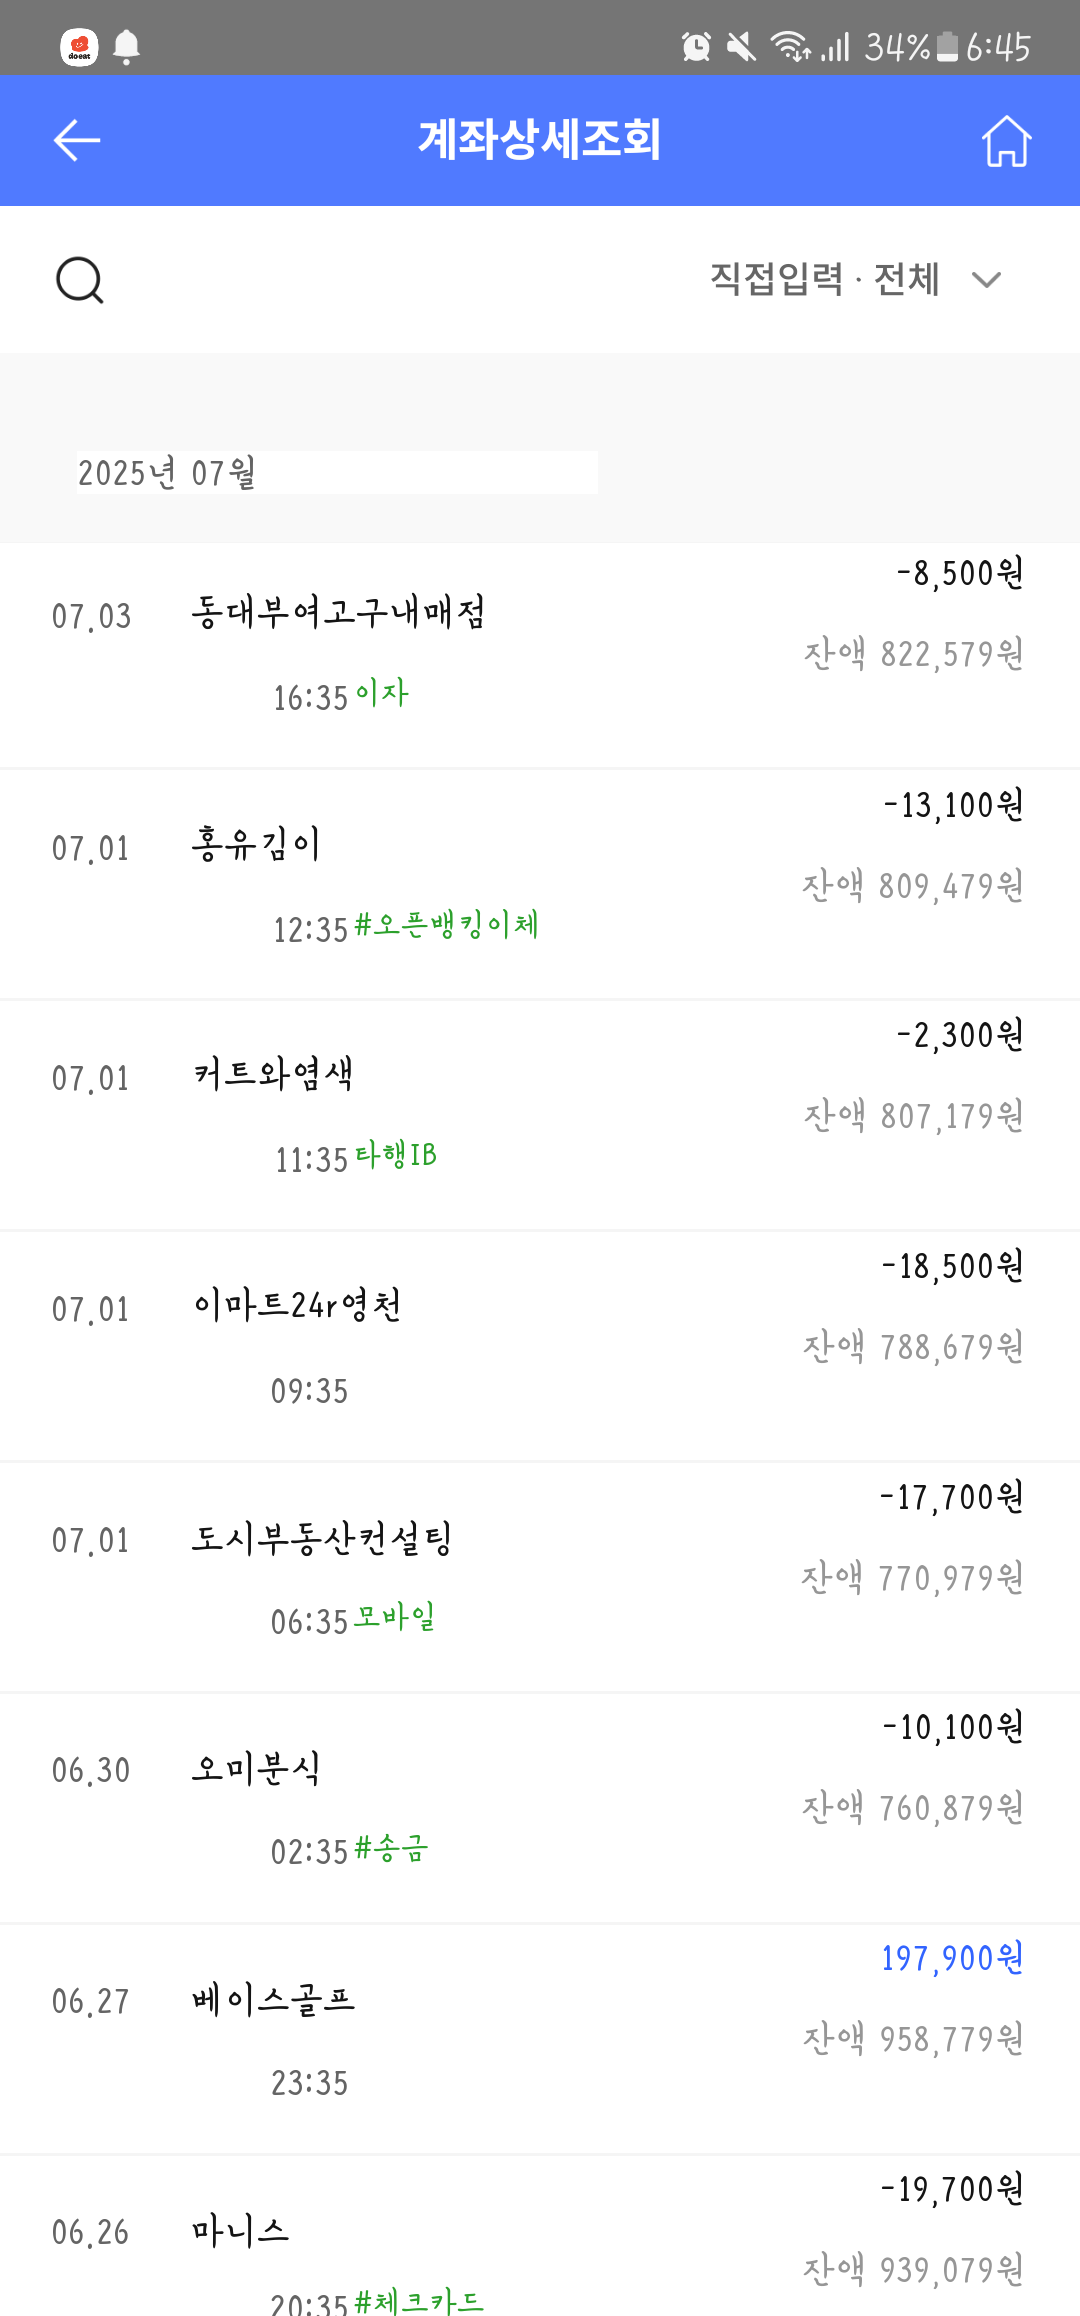 doeat
34% 6:45
계좌상세조회
직접입력 · 전체
2025년 07월
-8,500원
07.03 동대부여고구내매점
잔액 822,579원
16:35 이자
-13,100원
07.01 홍유김이
잔액 809,479원
12:35 #오픈뱅킹이체
-2,300원
07.01 커트와염색
잔액 807,179원
11:35 타행IB
-18,500원
07.01 이마트24r영천
잔액 788,679원
09:35
-17,700원
07.01 도시부동산컨설팅
잔액 770,979원
06:35 모바일
-10,100원
06.30 오미분식
잔액 760,879원
02:35 #송금
197,900원
06.27 베이스골프
잔액 958,779원
23:35
-19,700원
06.26 마니스
잔액 939,079원
20:35 #체크카드